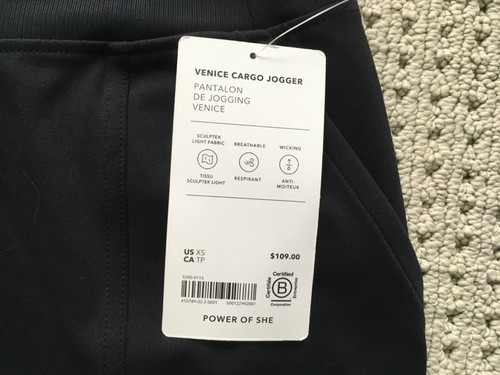 VENICE CARGO JOGGER
PANTALON
DE JOGGING
VENICE
SCULPTEK
LIGHT FABRIC
BREATHABLE
WICKING
TISSU
SCULPTEK LIGHT
RESPIRANT
ANTI-
MOITEUR
US XS
CA TP
$109.00
Certified
B
Corporation
POWER OF SHE